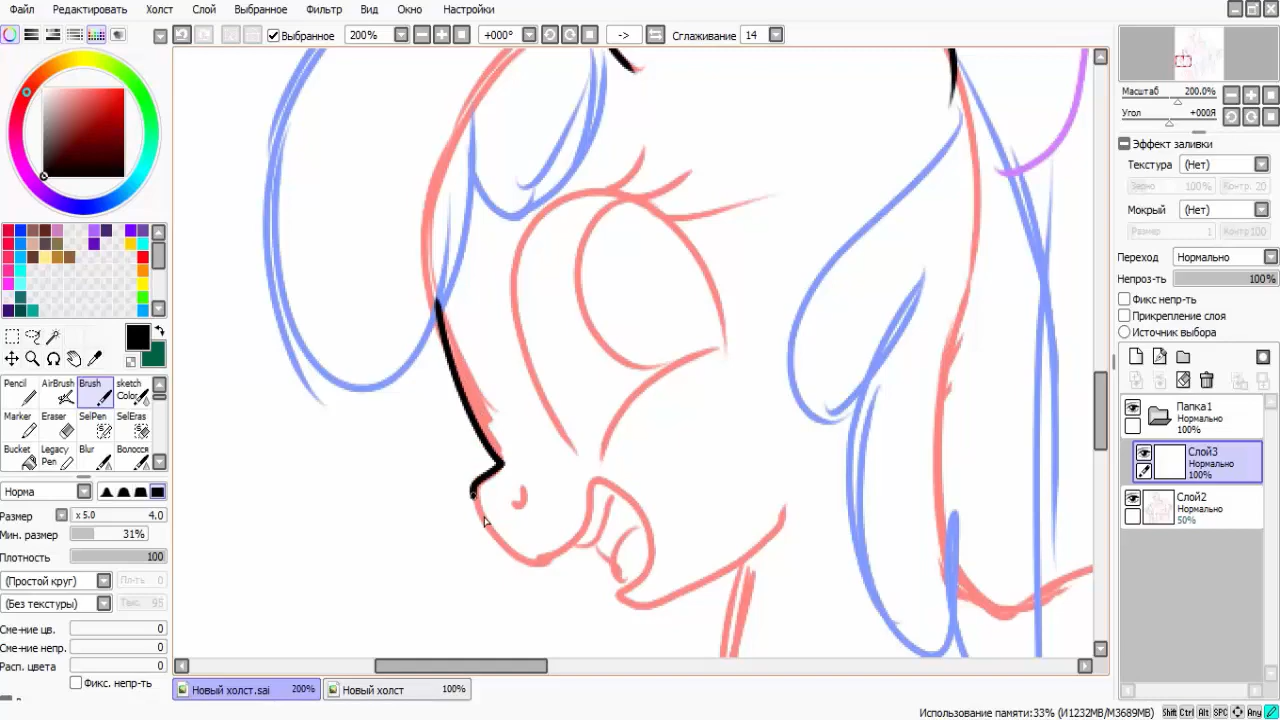 Файл Редактировать Холст Слой Выбранное Фильтр Вид Окно Настройки
Выбранное 200% +000° -> Сглаживание 14
Масштаб 200.0%
Угол +000Я
Эффект заливки
Текстура (Нет)
Зерно 100% Контр. 20
Мокрый (Нет)
Размер 1 Контр 100
Переход Нормально
Непроз-ть 100%
Фикс непр-ть
Прикрепление слоя
Источник выбора
Pencil AirBrush Brush sketch
Color
Marker Eraser SelPen SelEras
Bucket Legacy Pen Blur Волосся
Папка1
Нормально
100%
Слой3
Нормально
100%
Слой2
Нормально
50%
Норма
Размер x 5.0 4.0
Мин. размер 31%
Плотность 100
(Простой круг) Пл-ть 0
(Без текстуры) Тек. 95
Сме-ние цв. 0
Сме-ние непр. 0
Расп. цвета 0
Фикс. непр-ть
Новый холст.sai 200% Новый холст 100%
Использование памяти:33% (И1232MB/М3689MB) Shift Ctrl Alt SPC Any